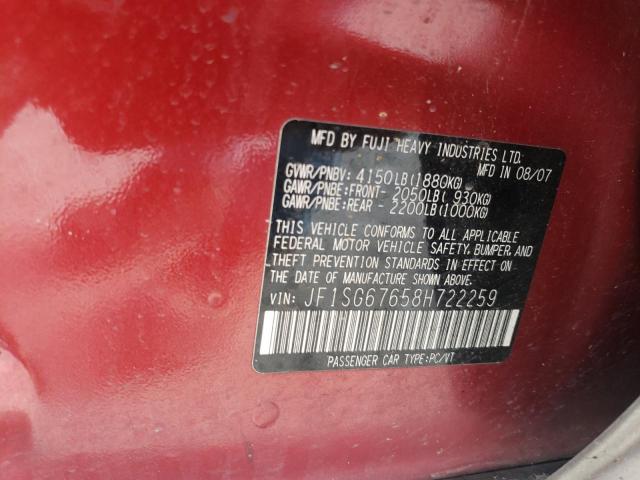 MFD BY FUJI HEAVY INDUSTRIES LTD.
MFD IN 08/07
GVWR/PNBV: 4150LB(1880KG)
GAWR/PNBE:FRONT- 2050LB( 930KG)
GAWR/PNBE:REAR - 2200LB(1000KG)
THIS VEHICLE CONFORMS TO ALL APPLICABLE
FEDERAL MOTOR VEHICLE SAFETY, BUMPER, AND
THEFT PREVENTION STANDARDS IN EFFECT ON
THE DATE OF MANUFACTURE SHOWN ABOVE.
VIN: JF1SG67658H722259
PASSENGER CAR TYPE:PC/VT